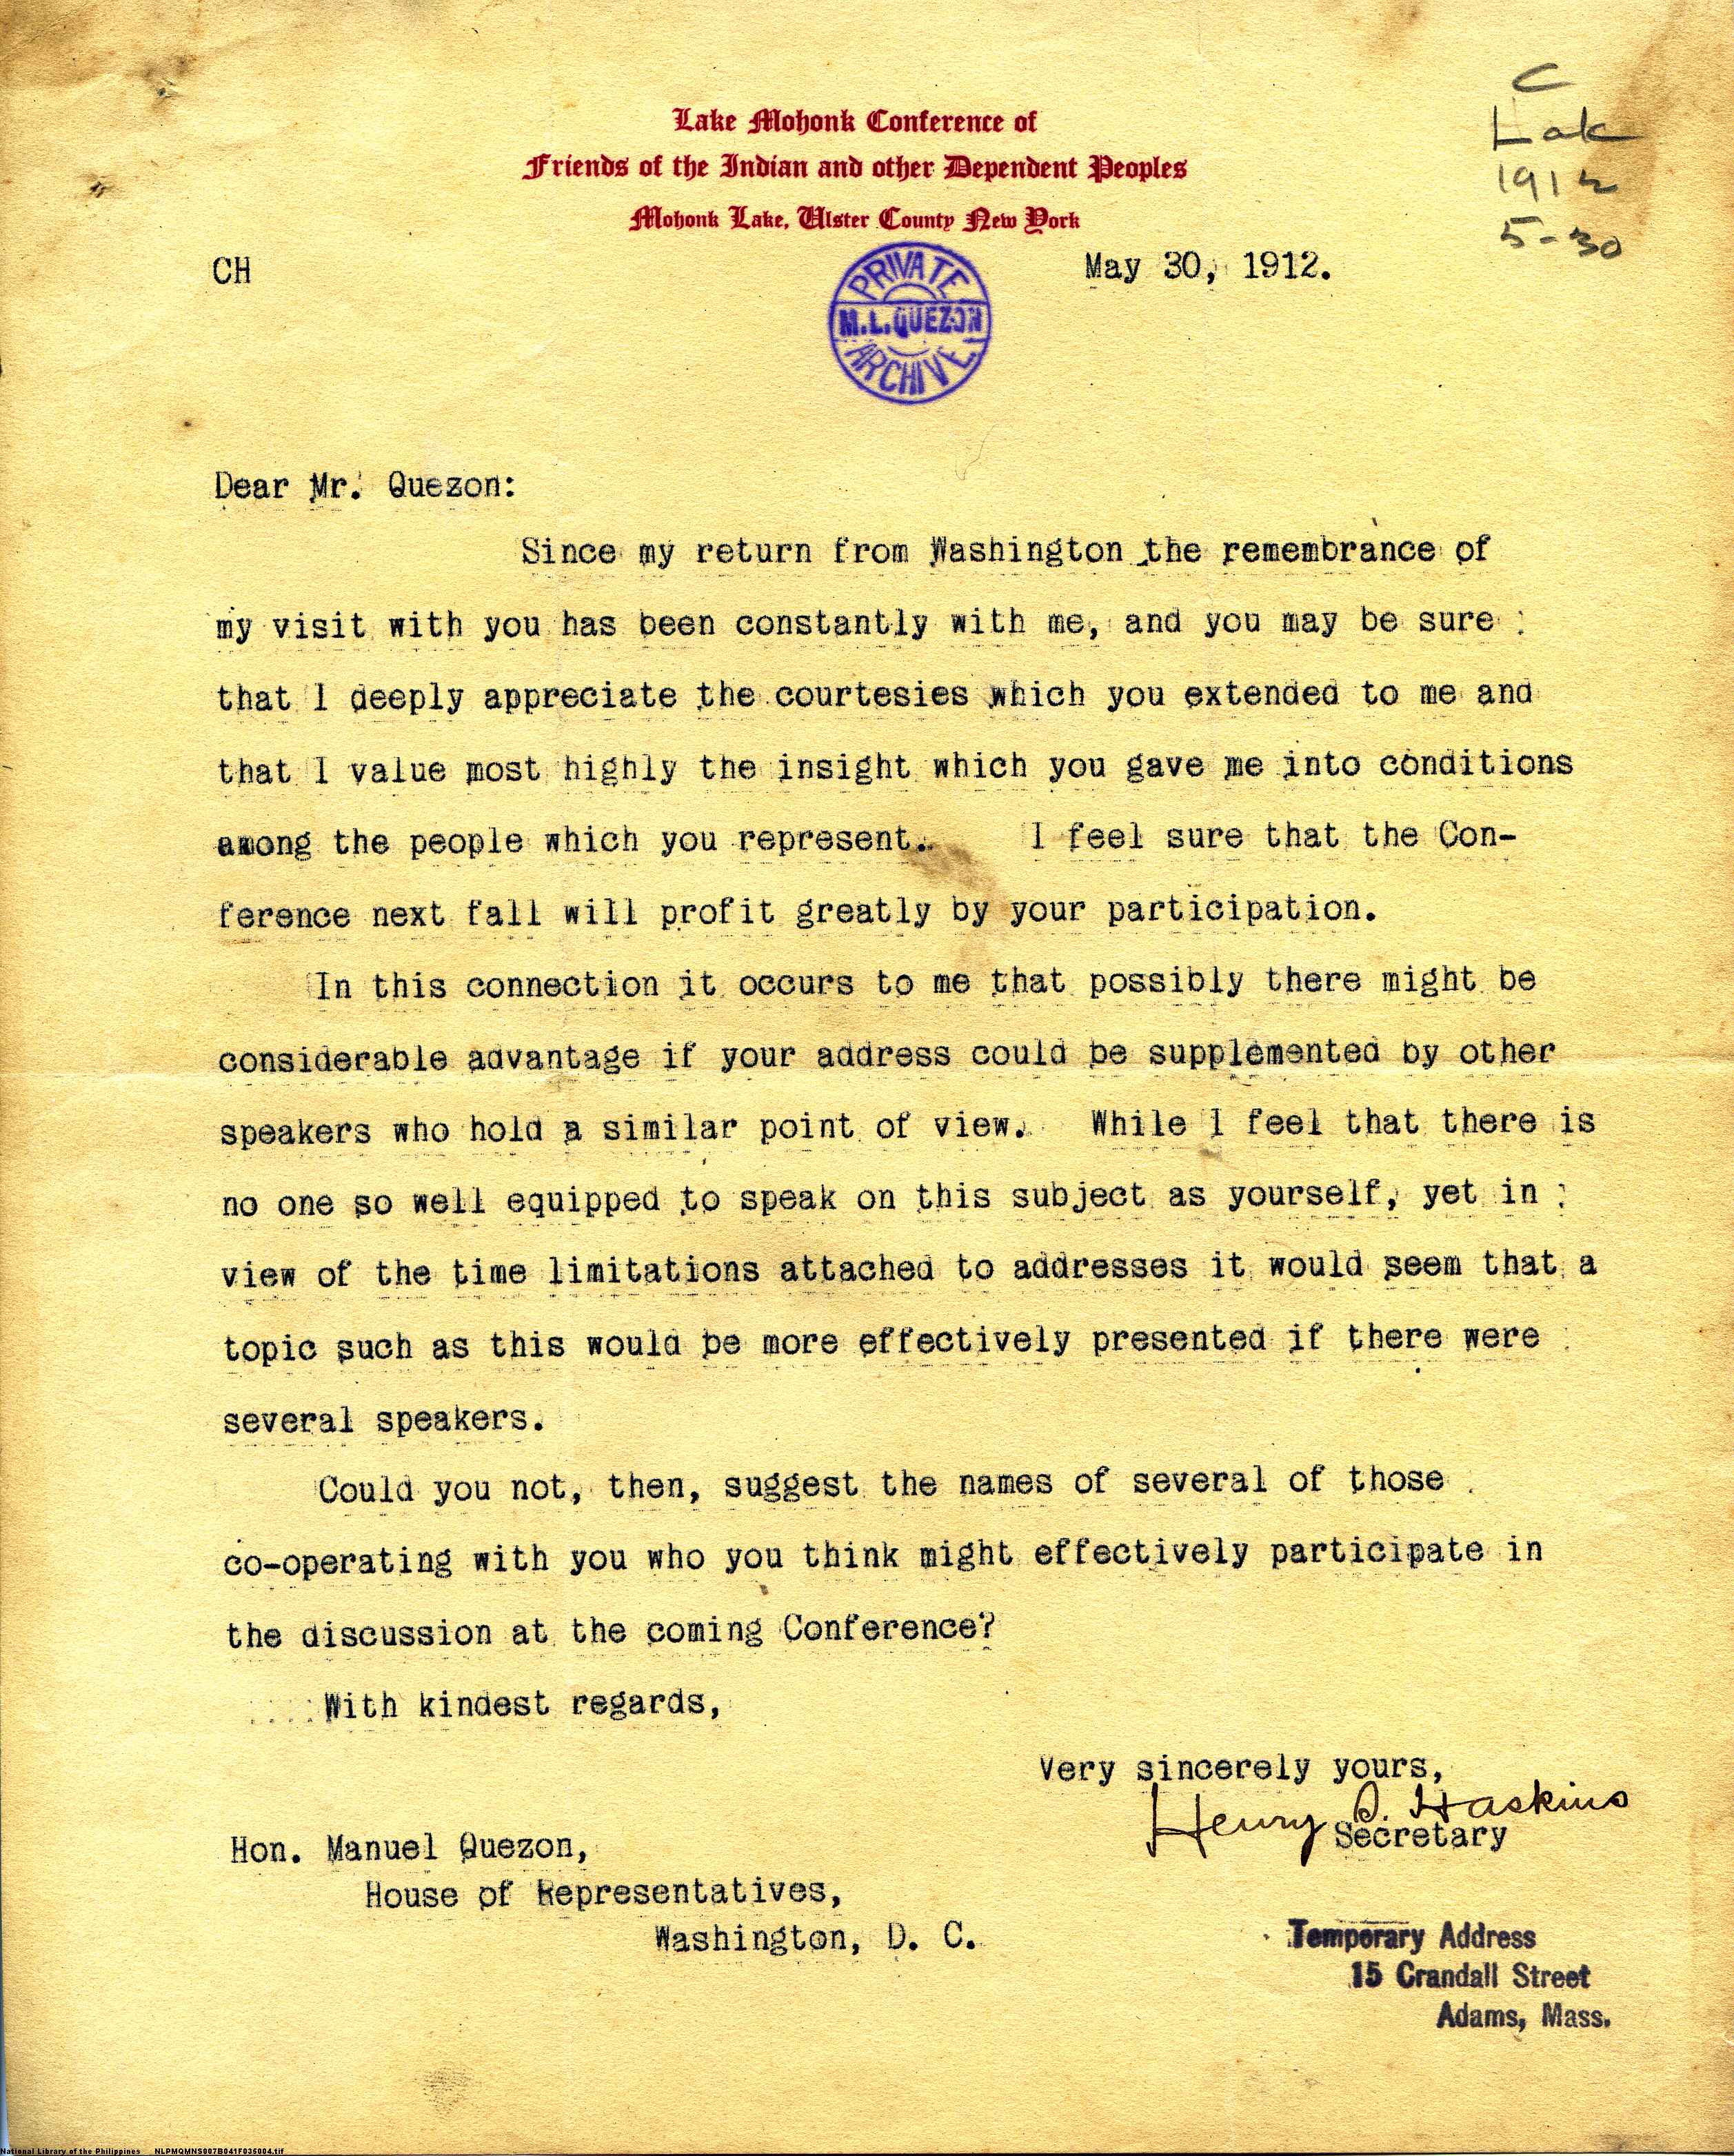 C
Lak
1912
5-30
Lake Mohonk Conference of
Friends of the Indian and other Dependent Peoples
Mohonk Lake, Ulster County New York
CH
May 30, 1912.
PRIVATE
M.L.QUEZON
ARCHIVE
Dear Mr. Quezon:
Since my return from Washington the remembrance of
my visit with you has been constantly with me, and you may be sure
that I deeply appreciate the courtesies which you extended to me and
that I value most highly the insight which you gave me into conditions
among the people which you represent. I feel sure that the Con-
ference next fall will profit greatly by your participation.
In this connection it occurs to me that possibly there might be
considerable advantage if your address could be supplemented by other
speakers who hold a similar point of view. While I feel that there is
no one so well equipped to speak on this subject as yourself, yet in
view of the time limitations attached to addresses it would seem that a
topic such as this would be more effectively presented if there were
several speakers.
Could you not, then, suggest the names of several of those
co-operating with you who you think might effectively participate in
the discussion at the coming Conference?
With kindest regards,
Very sincerely yours,
Henry S. Haskins
Secretary
Hon. Manuel Quezon,
House of Representatives,
Washington, D. C.
Temporary Address
15 Crandall Street
Adams, Mass.
National Library of the Philippines NLPMQMNS007B041F035004.tif